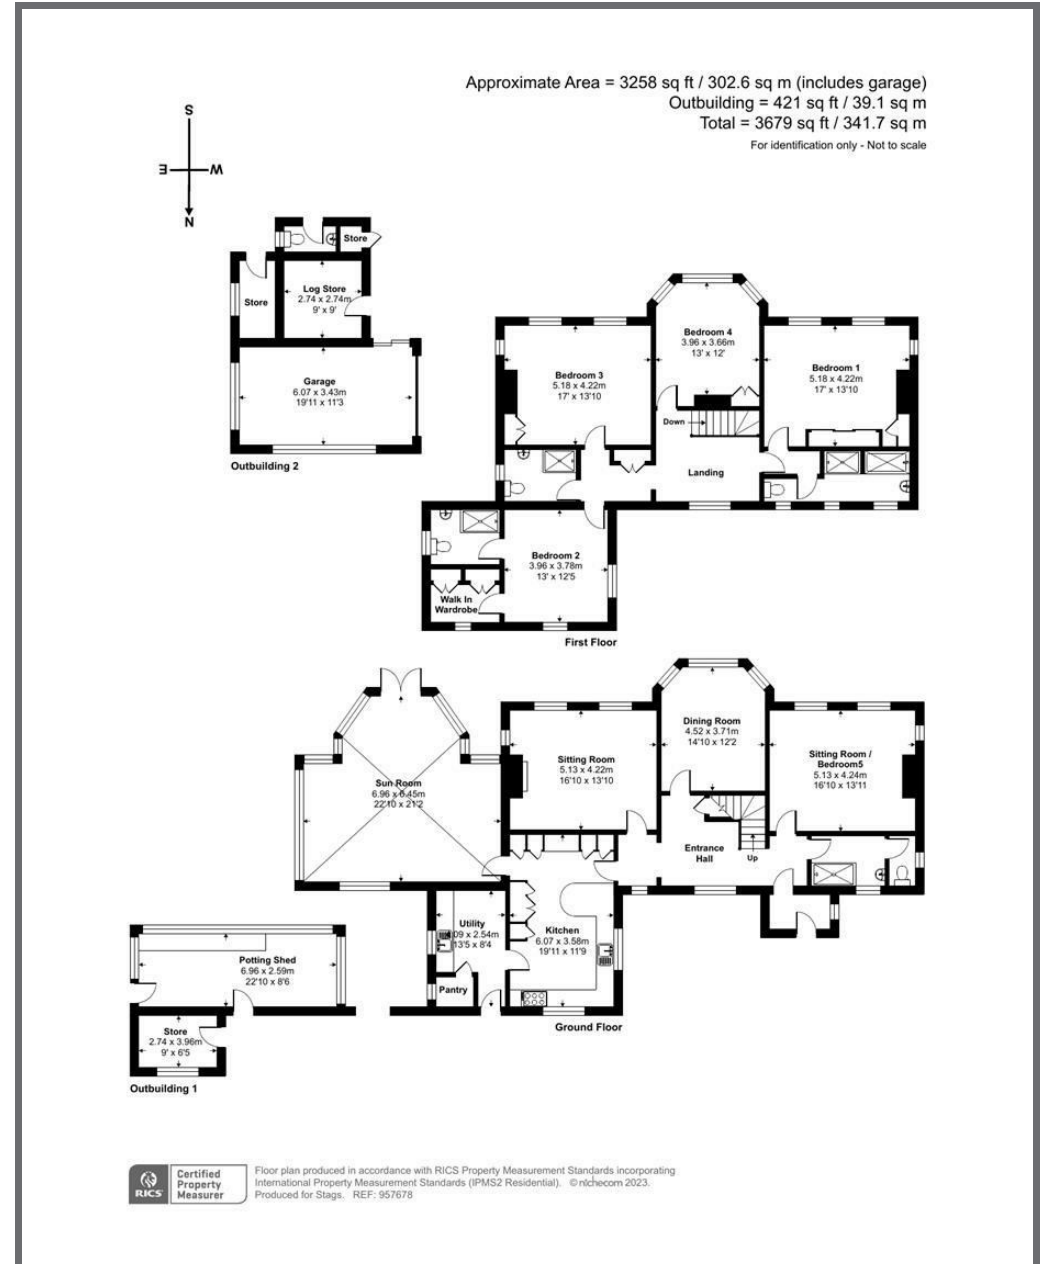 Approximate Area = 3258 sq ft / 302.6 sq m (includes garage)
Outbuilding = 421 sq ft / 39.1 sq m
Total = 3679 sq ft / 341.7 sq m
For identification only - Not to scale
S
E
W
N
Store
Store
Log Store
2.74 x 2.74m
9' x 9'
Garage
6.07 x 3.43m
19'11 x 11'3
Outbuilding 2
Bedroom 3
5.18 x 4.22m
17' x 13'10
Bedroom 4
3.96 x 3.66m
13' x 12'
Bedroom 1
5.18 x 4.22m
17' x 13'10
Down
Landing
Bedroom 2
3.96 x 3.78m
13' x 12'5
Walk In
Wardrobe
First Floor
Sun Room
6.96 x 6.45m
22'10 x 21'2
Sitting Room
5.13 x 4.22m
16'10 x 13'10
Dining Room
4.52 x 3.71m
14'10 x 12'2
Sitting Room /
Bedroom5
5.13 x 4.24m
16'10 x 13'11
Entrance
Hall
Up
Utility
09 x 2.54m
13'5 x 8'4
Pantry
Kitchen
6.07 x 3.58m
19'11 x 11'9
Ground Floor
Potting Shed
6.96 x 2.59m
22'10 x 8'6
Store
2.74 x 3.96m
9' x 6'5
Outbuilding 1
RICS
Certified
Property
Measurer
Floor plan produced in accordance with RICS Property Measurement Standards incorporating
International Property Measurement Standards (IPMS2 Residential). © nichecom 2023.
Produced for Stags. REF: 957678